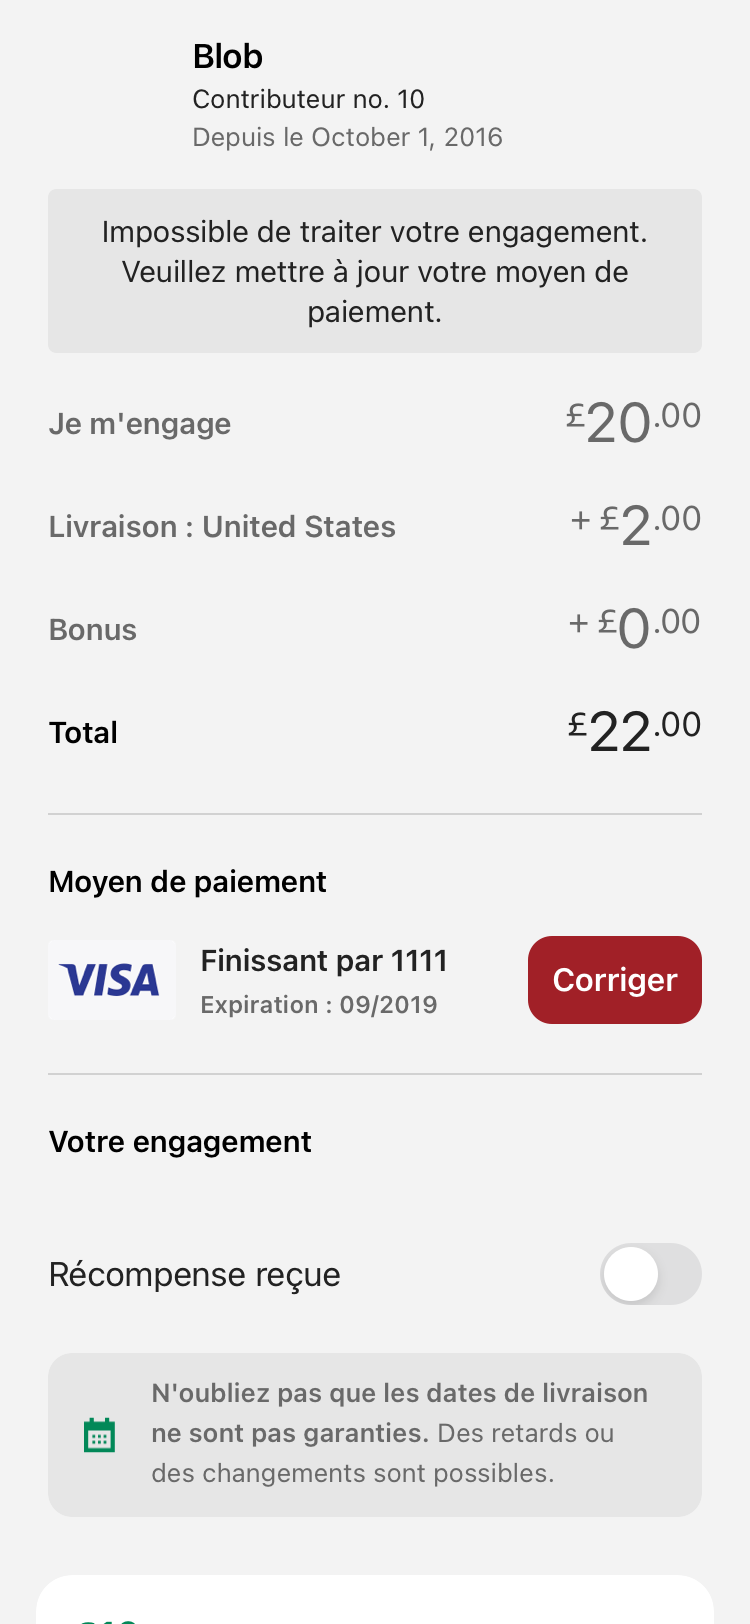 Blob
Contributeur no. 10
Depuis le October 1, 2016
Impossible de traiter votre engagement.
Veuillez mettre à jour votre moyen de
paiement.
Je m'engage £20.00
Livraison : United States + £2.00
Bonus + £0.00
Total £22.00
Moyen de paiement
VISA
Finissant par 1111
Expiration : 09/2019
Corriger
Votre engagement
Récompense reçue
N'oubliez pas que les dates de livraison
ne sont pas garanties. Des retards ou
des changements sont possibles.